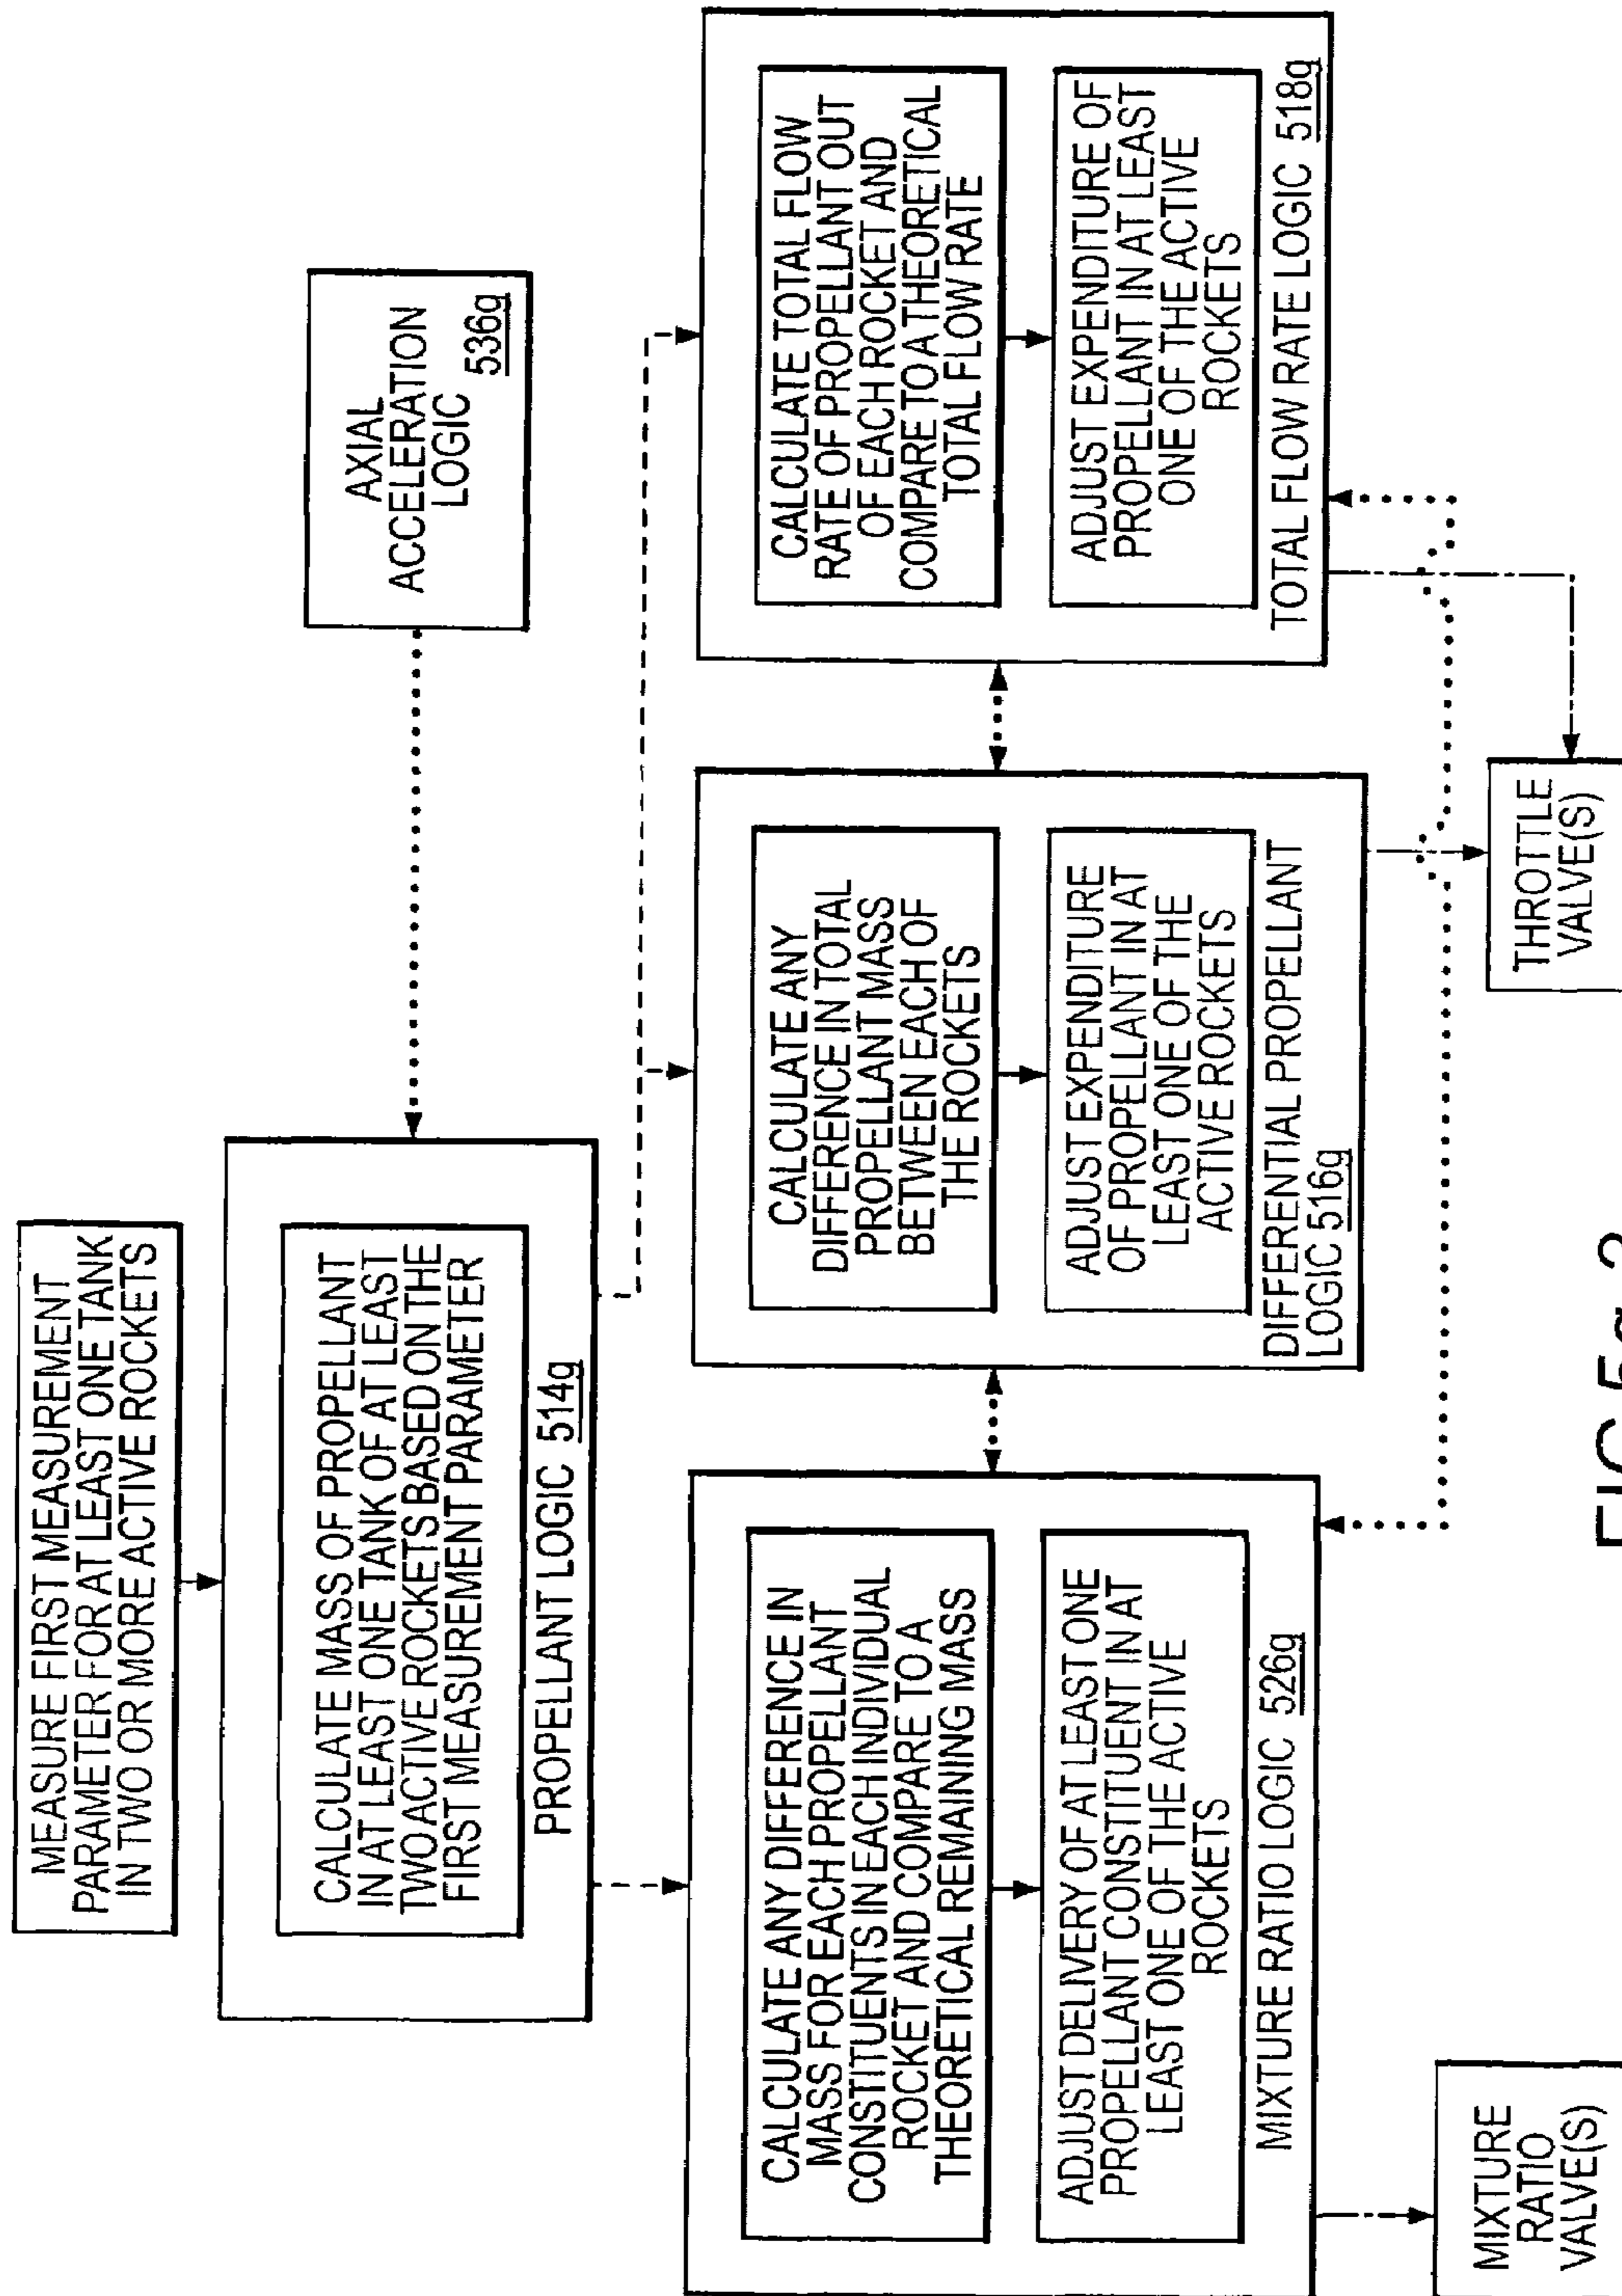 MEASURE FIRST MEASUREMENT
PARAMETER FOR AT LEAST ONE TANK
IN TWO OR MORE ACTIVE ROCKETS
AXIAL
ACCELERATION
LOGIC
536g
CALCULATE MASS OF PROPELLANT
IN AT LEAST ONE TANK OF AT LEAST
TWO ACTIVE ROCKETS BASED ON THE
FIRST MEASUREMENT PARAMETER
PROPELLANT LOGIC 514g
CALCULATE ANY DIFFERENCE IN
MASS FOR EACH PROPELLANT
CONSTITUENTS IN EACH INDIVIDUAL
ROCKET AND COMPARE TO A
THEORETICAL REMAINING MASS
ADJUST DELIVERY OF AT LEAST ONE
PROPELLANT CONSTITUENT IN AT
LEAST ONE OF THE ACTIVE
ROCKETS
MIXTURE RATIO LOGIC 526g
CALCULATE ANY
DIFFERENCE IN TOTAL
PROPELLANT MASS
BETWEEN EACH OF
THE ROCKETS
ADJUST EXPENDITURE
OF PROPELLANT IN AT
LEAST ONE OF THE
ACTIVE ROCKETS
DIFFERENTIAL PROPELLANT
LOGIC 516g
CALCULATE TOTAL FLOW
RATE OF PROPELLANT OUT
OF EACH ROCKET AND
COMPARE TO A THEORETICAL
TOTAL FLOW RATE
ADJUST EXPENDITURE OF
PROPELLANT IN AT LEAST
ONE OF THE ACTIVE
ROCKETS
TOTAL FLOW RATE LOGIC 518g
MIXTURE
RATIO
VALVE(S)
THROTTLE
VALVE(S)